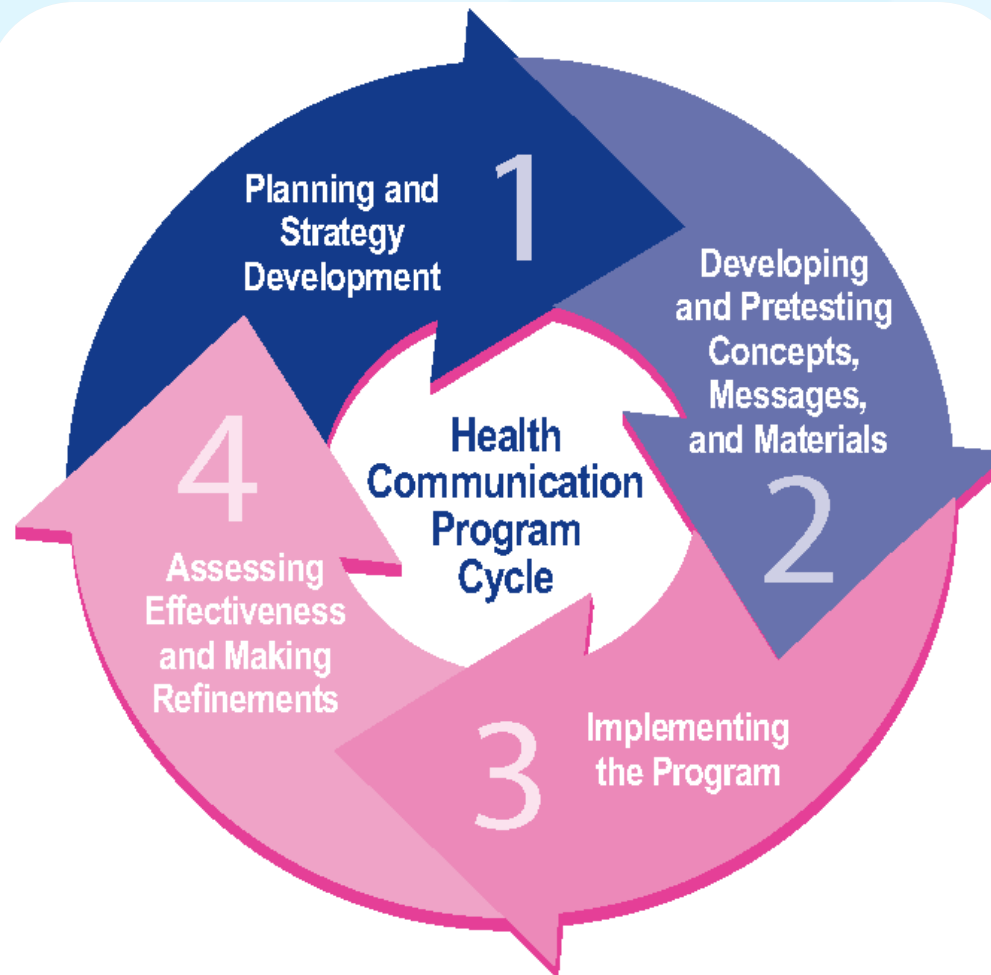 1
Planning and
Strategy
Development
Developing
and Pretesting
Concepts,
Messages,
and Materials
2
Health
Communication
Program
Cycle
4
Assessing
Effectiveness
and Making
Refinements
3
Implementing
the Program